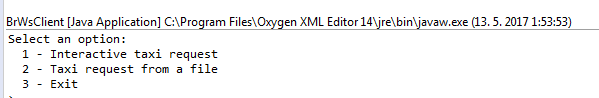 BrWsClient [Java Application] C:\Program Files\Oxygen XML Editor 14\jre\bin\javaw.exe (13. 5. 2017 1:53:53)
Select an option:
  1 - Interactive taxi request
  2 - Taxi request from a file
  3 - Exit